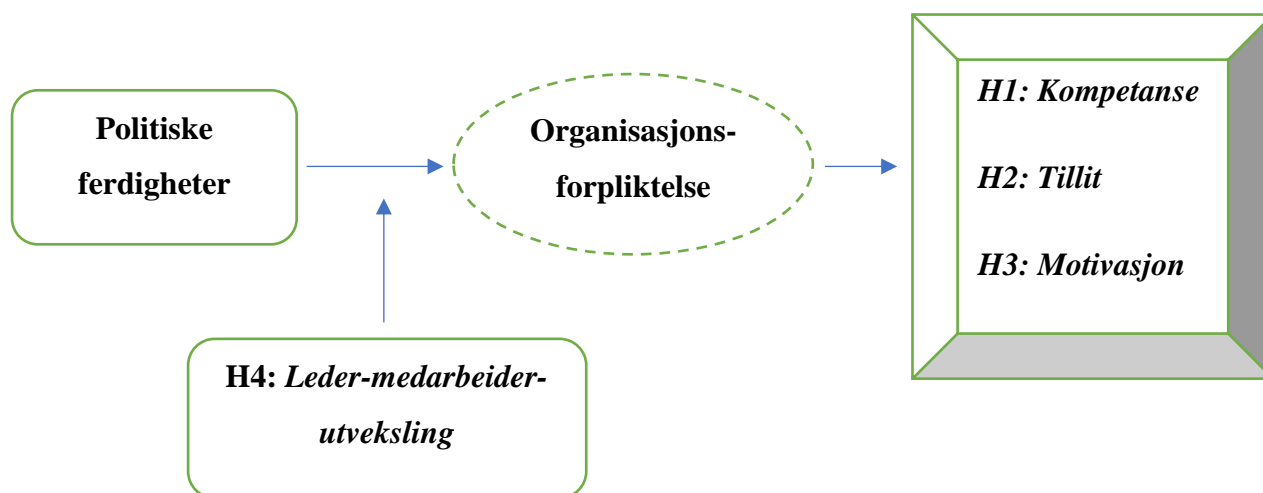 Politiske
ferdigheter
Organisasjons-
forpliktelse
H1: Kompetanse
H2: Tillit
H3: Motivasjon
H4: Leder-medarbeider-
utveksling